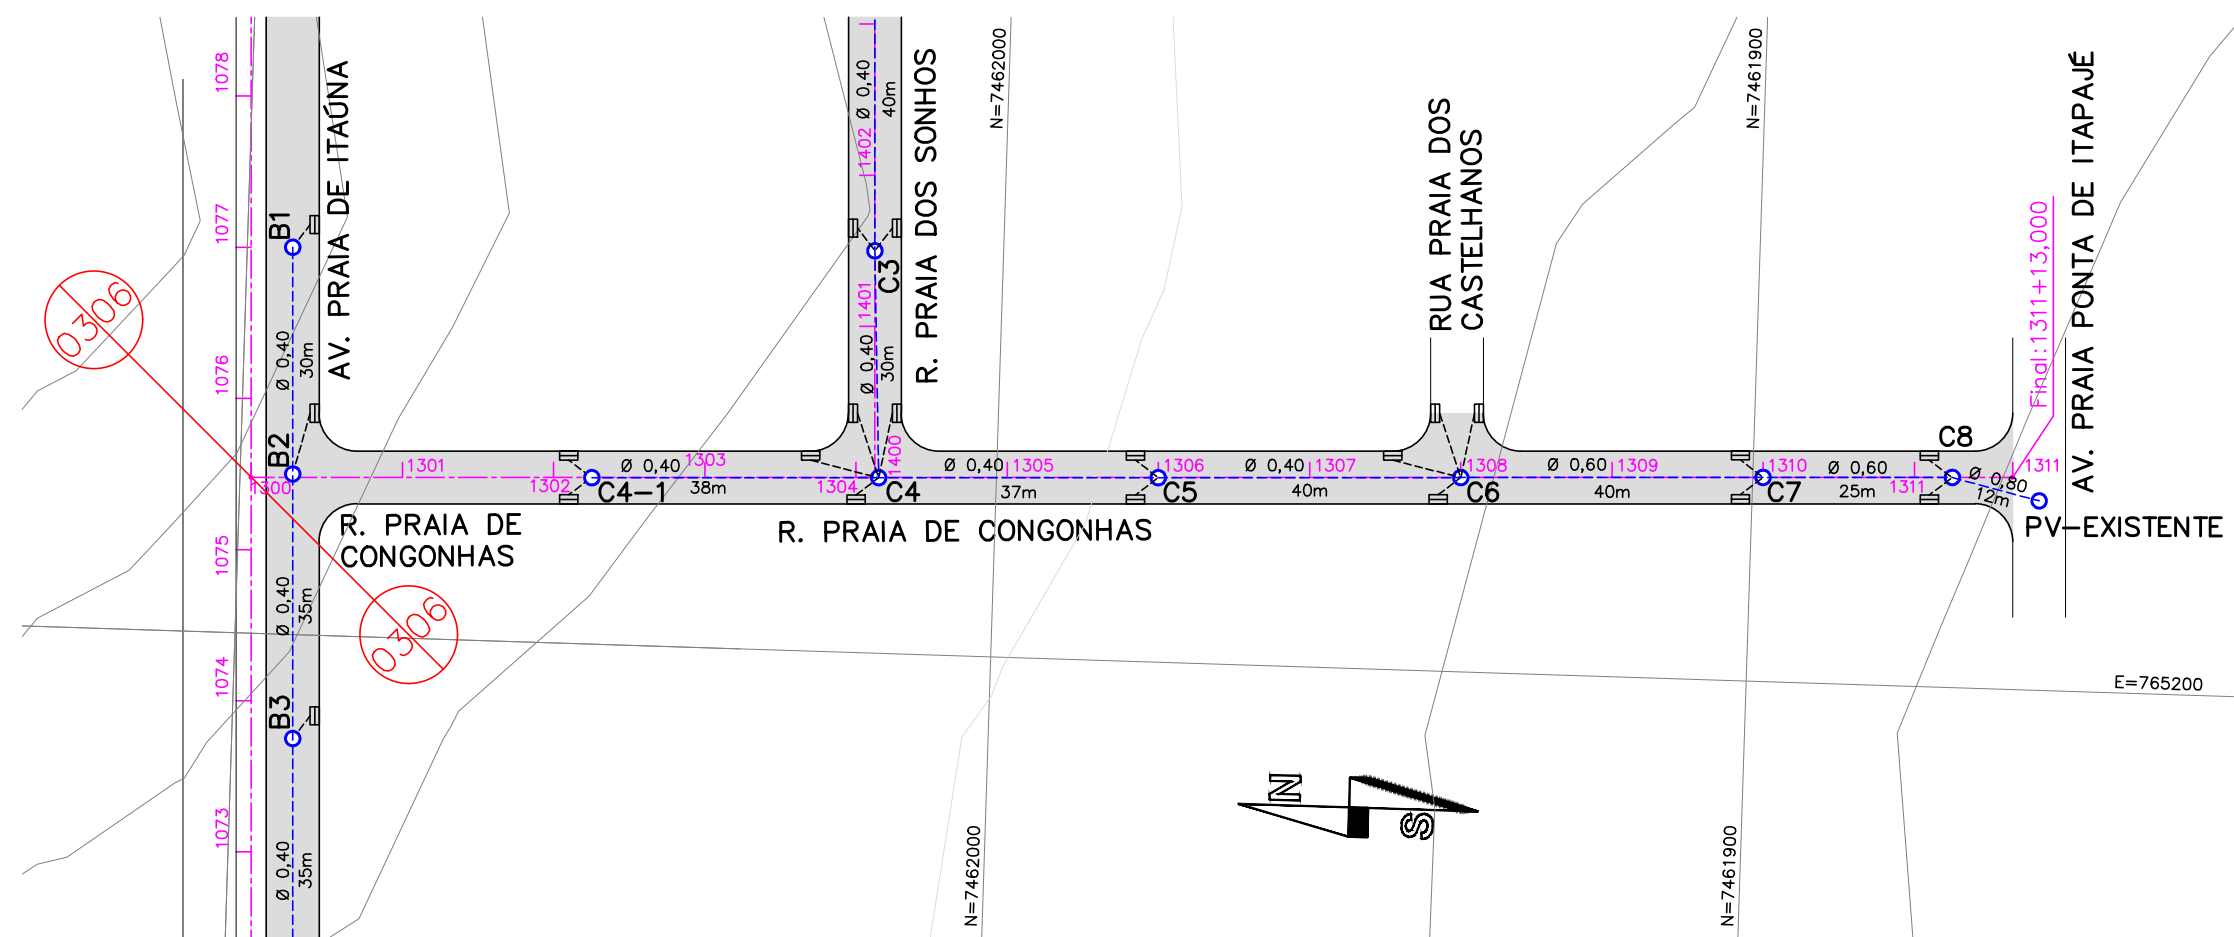 1078
1077
1076
1075
1074
1073
B1
B2
B3
Ø 0,40
30m
Ø 0,40
35m
Ø 0,40
35m
AV. PRAIA DE ITAÚNA
0306
0306
1300
1301
1302
1303
1304
1305
1306
1307
1308
1309
1310
1311
1311
R. PRAIA DE
CONGONHAS
C4-1
Ø 0,40
38m
Ø 0,40
40m
1402
C3
1401
Ø 0,40
30m
1400
R. PRAIA DOS SONHOS
C4
Ø 0,40
37m
R. PRAIA DE CONGONHAS
C5
Ø 0,40
40m
RUA PRAIA DOS
CASTELHANOS
C6
Ø 0,60
40m
C7
Ø 0,60
25m
C8
Ø 0,80
12m
PV-EXISTENTE
Final:1311+13,000
AV. PRAIA PONTA DE ITAPAJÉ
N=7462000
N=7461900
N=7462000
N=7461900
E=765200
N
S